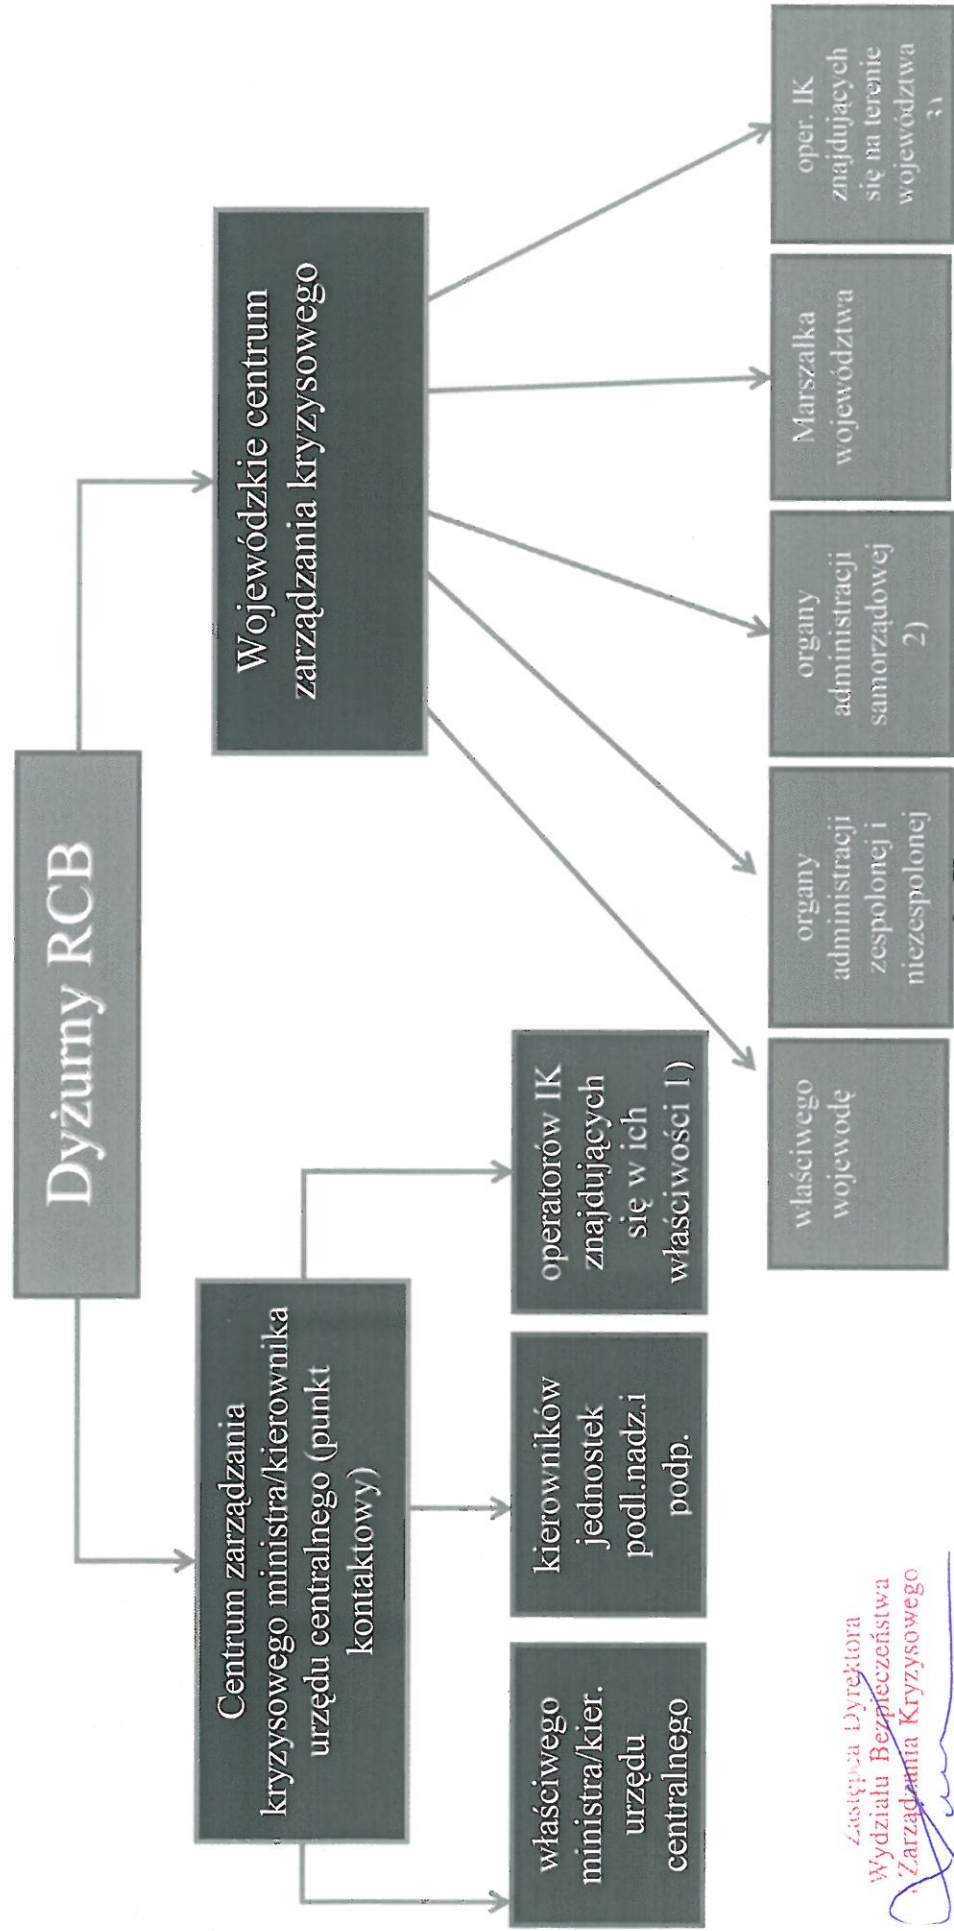 Dyżurny RCB
Centrum zarządzania
kryzysowego ministra/kierownika
urzędu centralnego (punkt
kontaktowy)
Wojewódzkie centrum
zarządzania kryzysowego
właściwego
ministra/kier.
urzędu
centralnego
kierowników
jednostek
podl.nadz.i
podp.
operatorów IK
znajdujących
się w ich
właściwości 1)
właściwego
wojewodę
organy
administracji
zespolonej i
niezespolonej
organy
administracji
samorządowej
2)
Marszałka
województwa
oper. IK
znajdujących
się na terenie
województwa
3)
Zastępca Dyrektora
Wydziału Bezpieczeństwa
Zarządzania Kryzysowego